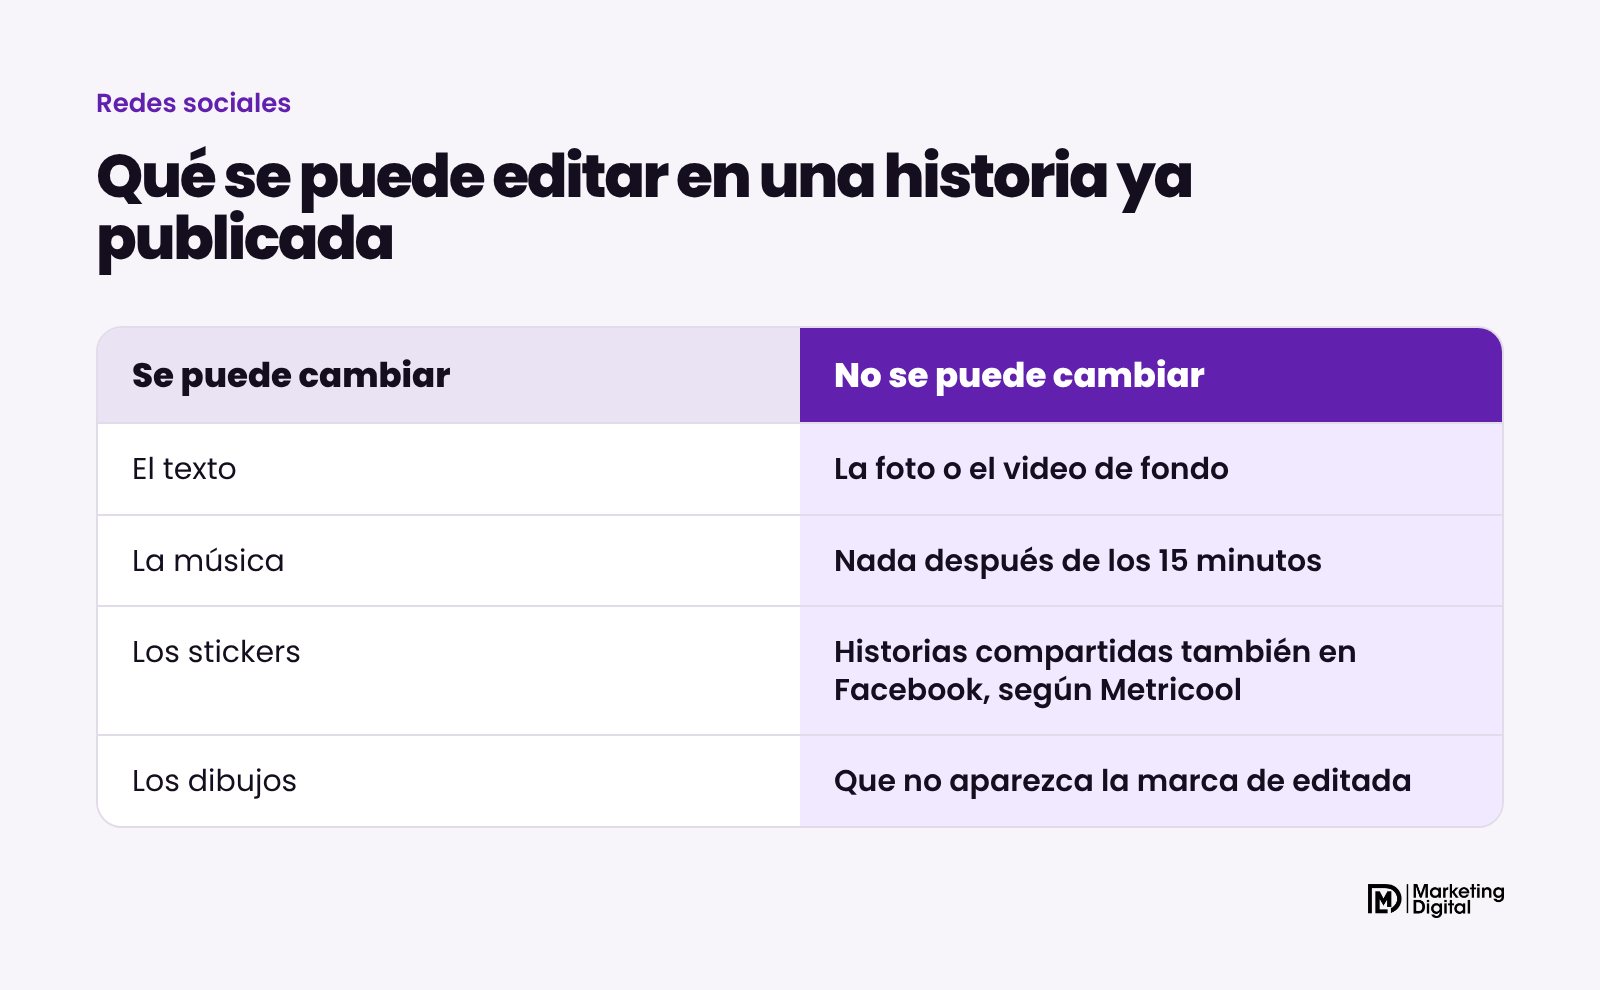 Redes sociales
Qué se puede editar en una historia ya
publicada
Se puede cambiar
No se puede cambiar
El texto
La foto o el video de fondo
La música
Nada después de los 15 minutos
Los stickers
Historias compartidas también en
Facebook, según Metricool
Los dibujos
Que no aparezca la marca de editada
Marketing
Digital